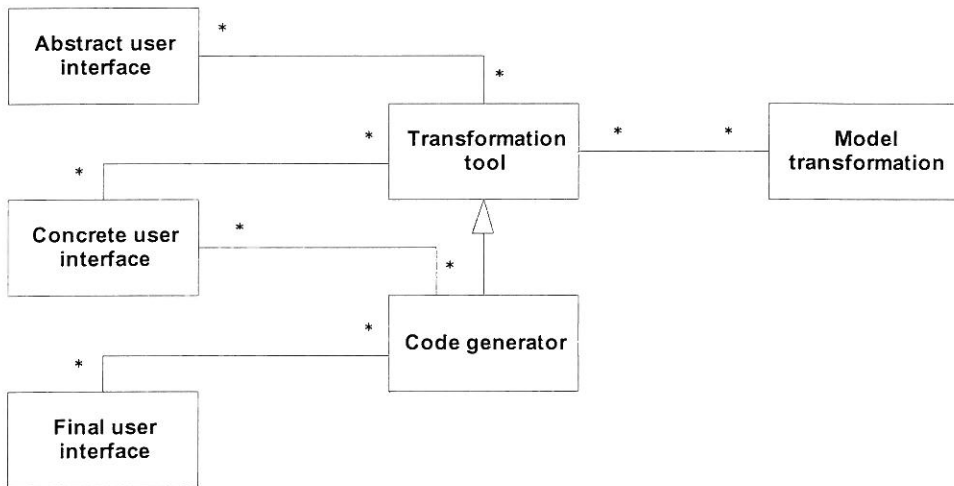 Abstract user
interface
*
*
Transformation
tool
*
*
Model
transformation
*
*
Concrete user
interface
*
*
Code generator
*
*
Final user
interface